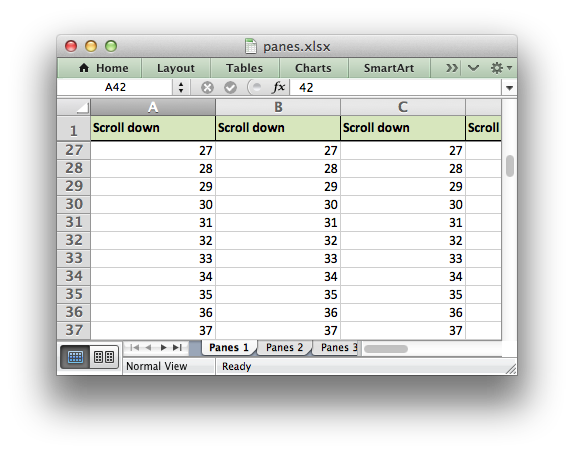 panes.xlsx
Home Layout Tables Charts SmartArt
A42 fx 42
A B C
1 Scroll down Scroll down Scroll down Scroll
27 27 27 27
28 28 28 28
29 29 29 29
30 30 30 30
31 31 31 31
32 32 32 32
33 33 33 33
34 34 34 34
35 35 35 35
36 36 36 36
37 37 37 37
Panes 1 Panes 2 Panes 3
Normal View Ready